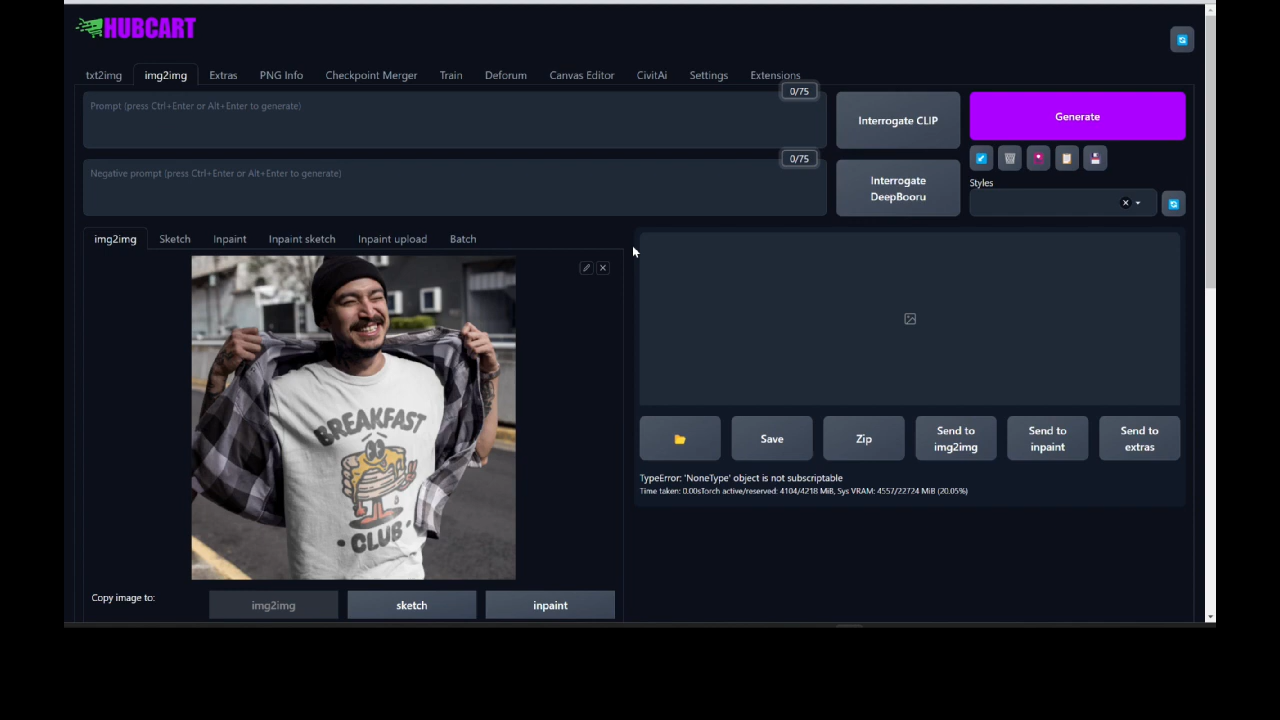 HUBCART
txt2img img2img Extras PNG Info Checkpoint Merger Train Deforum Canvas Editor CivitAi Settings Extensions
Prompt (press Ctrl+Enter or Alt+Enter to generate)
0/75
Interrogate CLIP
Generate
Negative prompt (press Ctrl+Enter or Alt+Enter to generate)
0/75
Interrogate
DeepBooru
Styles
img2img Sketch Inpaint Inpaint sketch Inpaint upload Batch
BREAKFAST
CLUB
Save
Zip
Send to
img2img
Send to
inpaint
Send to
extras
TypeError: 'NoneType' object is not subscriptable
Time taken: 0.00sTorch active/reserved: 4104/4218 MiB, Sys VRAM: 4557/22724 MiB (20.05%)
Copy image to:
img2img
sketch
inpaint